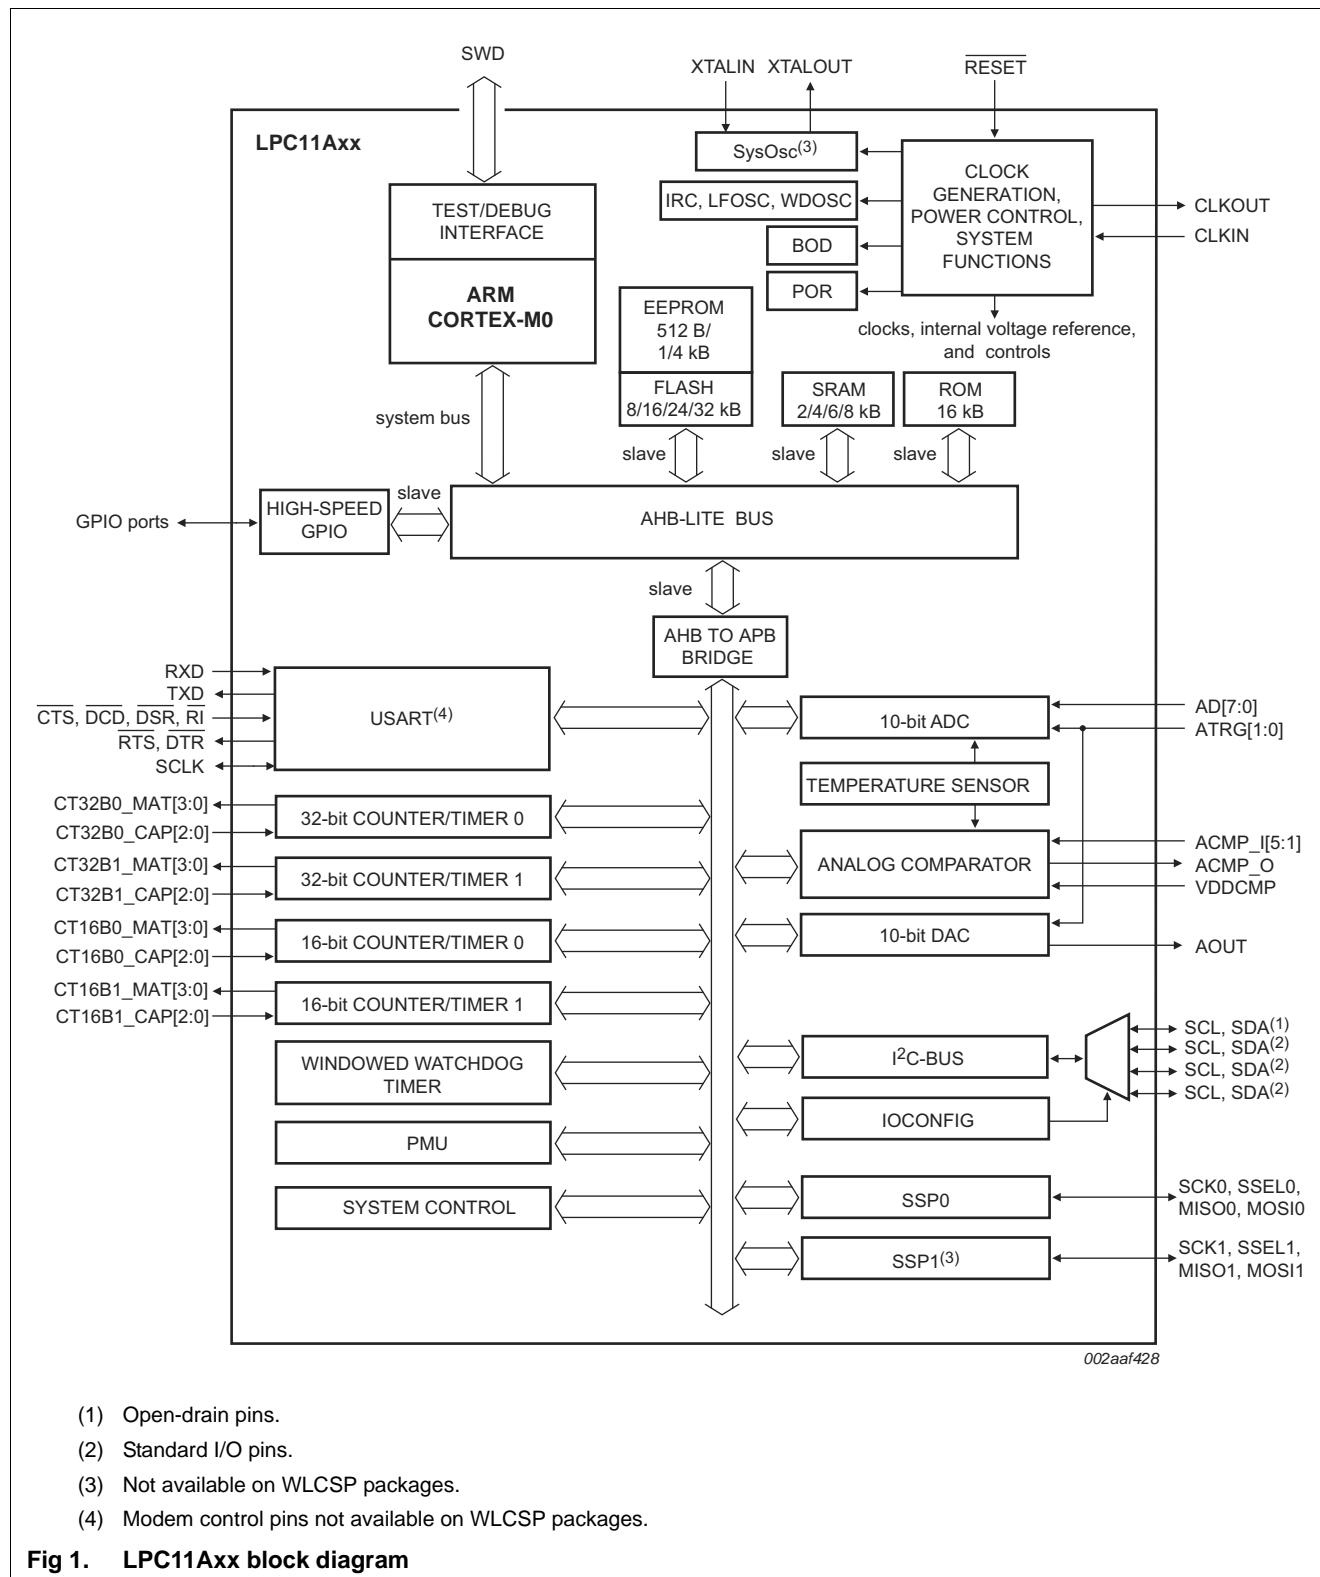 SWD
XTALIN XTALOUT
RESET
LPC11Axx
SysOsc(3)
CLOCK
GENERATION,
POWER CONTROL,
SYSTEM
FUNCTIONS
TEST/DEBUG
INTERFACE
IRC, LFOSC, WDOSC
CLKOUT
CLKIN
BOD
POR
ARM
CORTEX-M0
EEPROM
512 B/
1/4 kB
clocks, internal voltage reference,
and controls
FLASH
8/16/24/32 kB
SRAM
2/4/6/8 kB
ROM
16 kB
system bus
slave
slave
slave
slave
GPIO ports
HIGH-SPEED
GPIO
AHB-LITE BUS
slave
AHB TO APB
BRIDGE
RXD
TXD
CTS, DCD, DSR, RI
RTS, DTR
SCLK
USART(4)
10-bit ADC
AD[7:0]
ATRG[1:0]
TEMPERATURE SENSOR
CT32B0_MAT[3:0]
CT32B0_CAP[2:0]
32-bit COUNTER/TIMER 0
ACMP_I[5:1]
ACMP_O
VDDCMP
ANALOG COMPARATOR
CT32B1_MAT[3:0]
CT32B1_CAP[2:0]
32-bit COUNTER/TIMER 1
CT16B0_MAT[3:0]
CT16B0_CAP[2:0]
16-bit COUNTER/TIMER 0
10-bit DAC
AOUT
CT16B1_MAT[3:0]
CT16B1_CAP[2:0]
16-bit COUNTER/TIMER 1
SCL, SDA(1)
SCL, SDA(2)
SCL, SDA(2)
SCL, SDA(2)
I2C-BUS
WINDOWED WATCHDOG
TIMER
IOCONFIG
PMU
SYSTEM CONTROL
SSP0
SCK0, SSEL0,
MISO0, MOSI0
SSP1(3)
SCK1, SSEL1,
MISO1, MOSI1
002aaf428
(1) Open-drain pins.
(2) Standard I/O pins.
(3) Not available on WLCSP packages.
(4) Modem control pins not available on WLCSP packages.
Fig 1. LPC11Axx block diagram